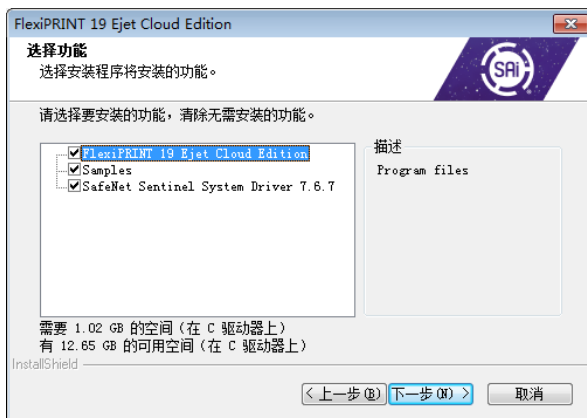 FlexiPRINT 19 Ejet Cloud Edition
选择功能
选择安装程序将安装的功能。
SAi
请选择要安装的功能，清除无需安装的功能。
FlexiPRINT 19 Ejet Cloud Edition
Samples
SafeNet Sentinel System Driver 7.6.7
描述
Program files
需要 1.02 GB 的空间 (在 C 驱动器上)
有 12.65 GB 的可用空间 (在 C 驱动器上)
InstallShield
< 上一步(B) 下一步(N) > 取消